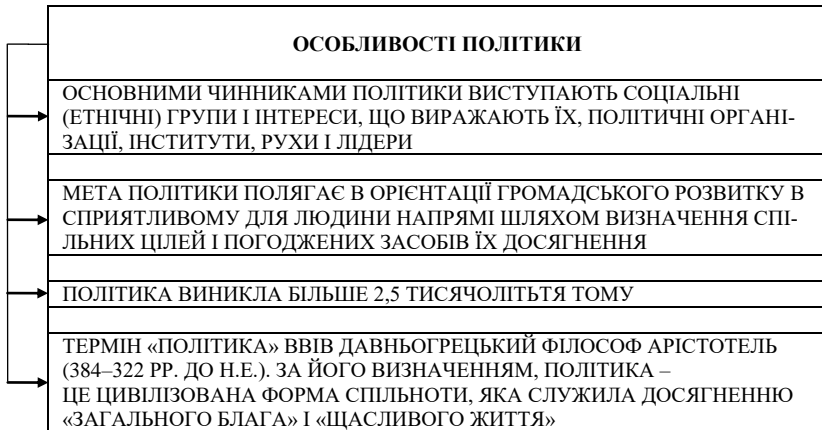 ОСОБЛИВОСТІ ПОЛІТИКИ
ОСНОВНИМИ ЧИННИКАМИ ПОЛІТИКИ ВИСТУПАЮТЬ СОЦІАЛЬНІ
(ЕТНІЧНІ) ГРУПИ І ІНТЕРЕСИ, ЩО ВИРАЖАЮТЬ ЇХ, ПОЛІТИЧНІ ОРГАНІ-
ЗАЦІЇ, ІНСТИТУТИ, РУХИ І ЛІДЕРИ
МЕТА ПОЛІТИКИ ПОЛЯГАЄ В ОРІЄНТАЦІЇ ГРОМАДСЬКОГО РОЗВИТКУ В
СПРИЯТЛИВОМУ ДЛЯ ЛЮДИНИ НАПРЯМІ ШЛЯХОМ ВИЗНАЧЕННЯ СПІ-
ЛЬНИХ ЦІЛЕЙ І ПОГОДЖЕНИХ ЗАСОБІВ ЇХ ДОСЯГНЕННЯ
ПОЛІТИКА ВИНИКЛА БІЛЬШЕ 2,5 ТИСЯЧОЛІТЬТЯ ТОМУ
ТЕРМІН «ПОЛІТИКА» ВВІВ ДАВНЬОГРЕЦЬКИЙ ФІЛОСОФ АРІСТОТЕЛЬ
(384–322 РР. ДО Н.Е.). ЗА ЙОГО ВИЗНАЧЕННЯМ, ПОЛІТИКА –
ЦЕ ЦИВІЛІЗОВАНА ФОРМА СПІЛЬНОТИ, ЯКА СЛУЖИЛА ДОСЯГНЕННЮ
«ЗАГАЛЬНОГО БЛАГА» І «ЩАСЛИВОГО ЖИТТЯ»